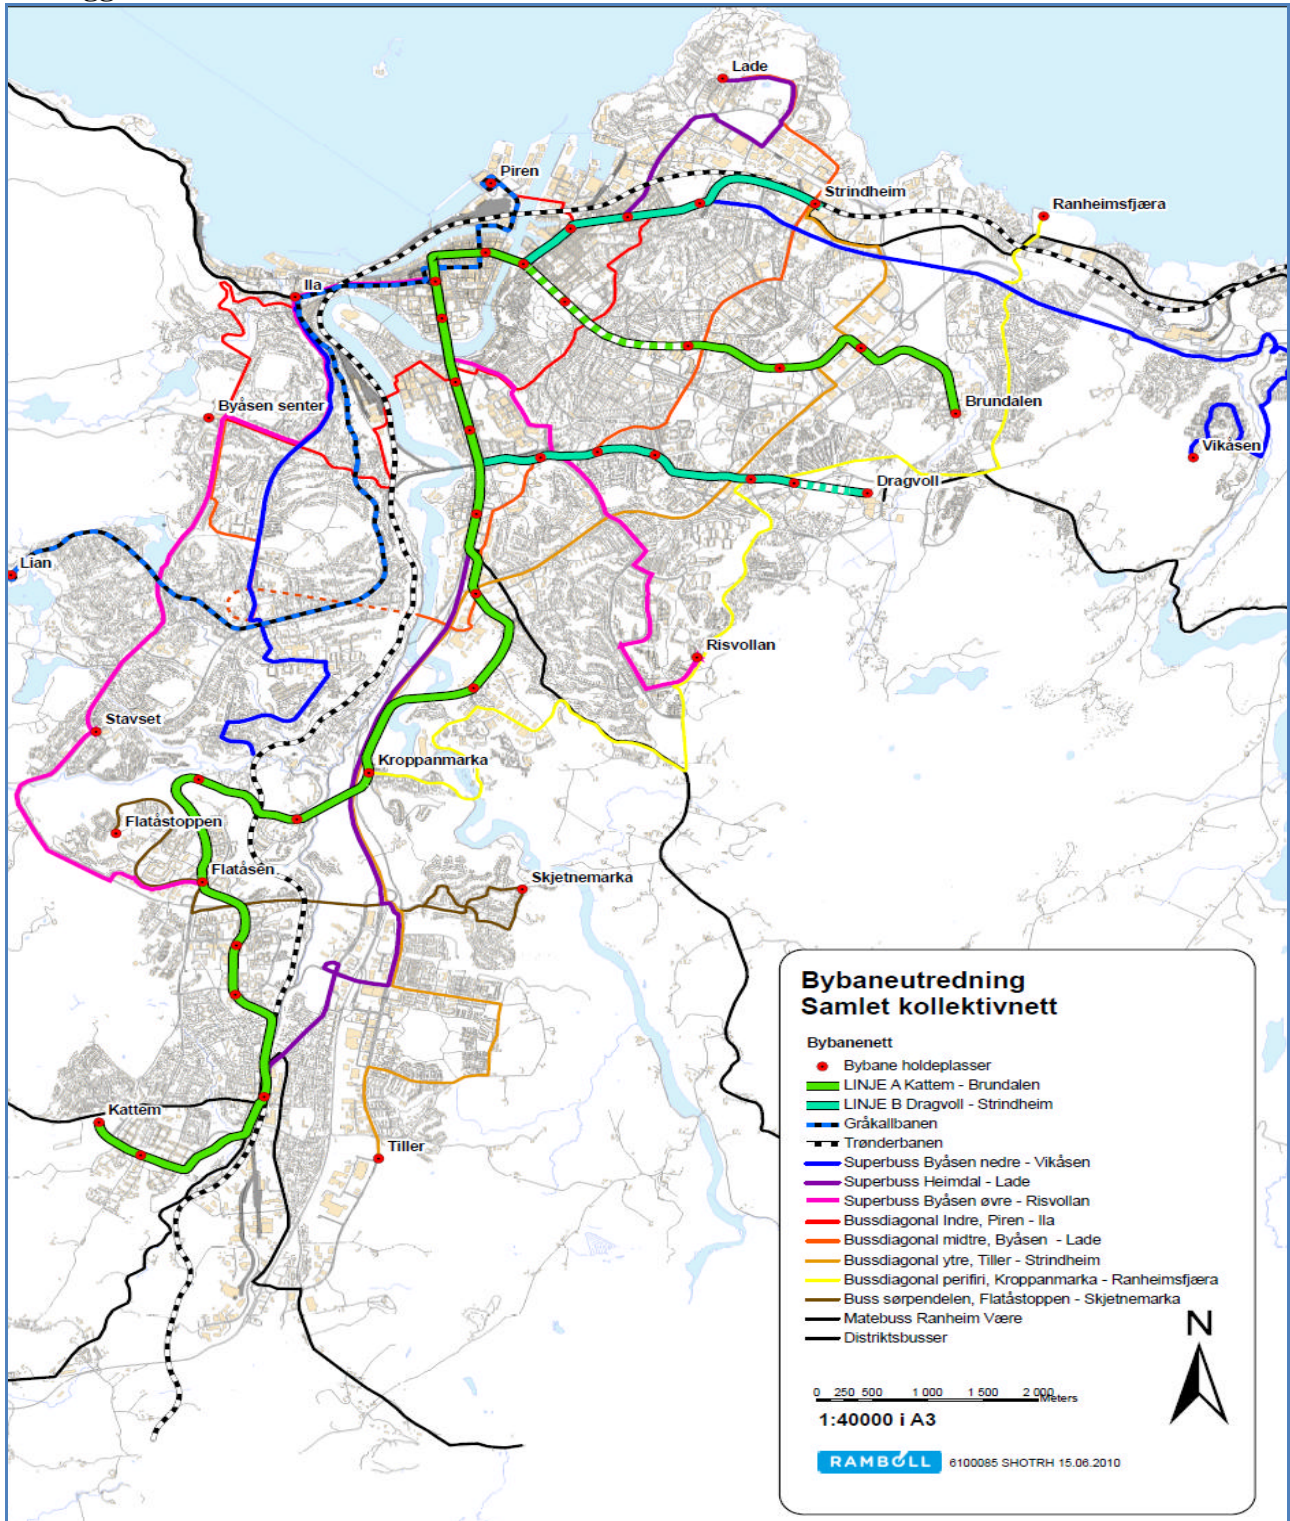 Lade
Piren
Strindheim
Ranheimsfjæra
Ila
Byåsen senter
Brundalen
Vikåsen
Dragvoll
Lian
Risvollan
Stavset
Kroppanmarka
Flatåstoppen
Flatåsen
Skjetnemarka
Kattem
Tiller
Bybaneutredning
Samlet kollektivnett
Bybanenett
Bybane holdeplasser
LINJE A Kattem - Brundalen
LINJE B Dragvoll - Strindheim
Gråkallbanen
Trønderbanen
Superbuss Byåsen nedre - Vikåsen
Superbuss Heimdal - Lade
Superbuss Byåsen øvre - Risvollan
Bussdiagonal Indre, Piren - Ila
Bussdiagonal midtre, Byåsen - Lade
Bussdiagonal ytre, Tiller - Strindheim
Bussdiagonal perifiri, Kroppanmarka - Ranheimsfjæra
Buss sørpendelen, Flatåstoppen - Skjetnemarka
Matebuss Ranheim Være
Distriktsbusser
N
0 250 500 1 000 1 500 2 000
Meters
1:40000 i A3
RAMBOLL 6100085 SHOTRH 15.06.2010